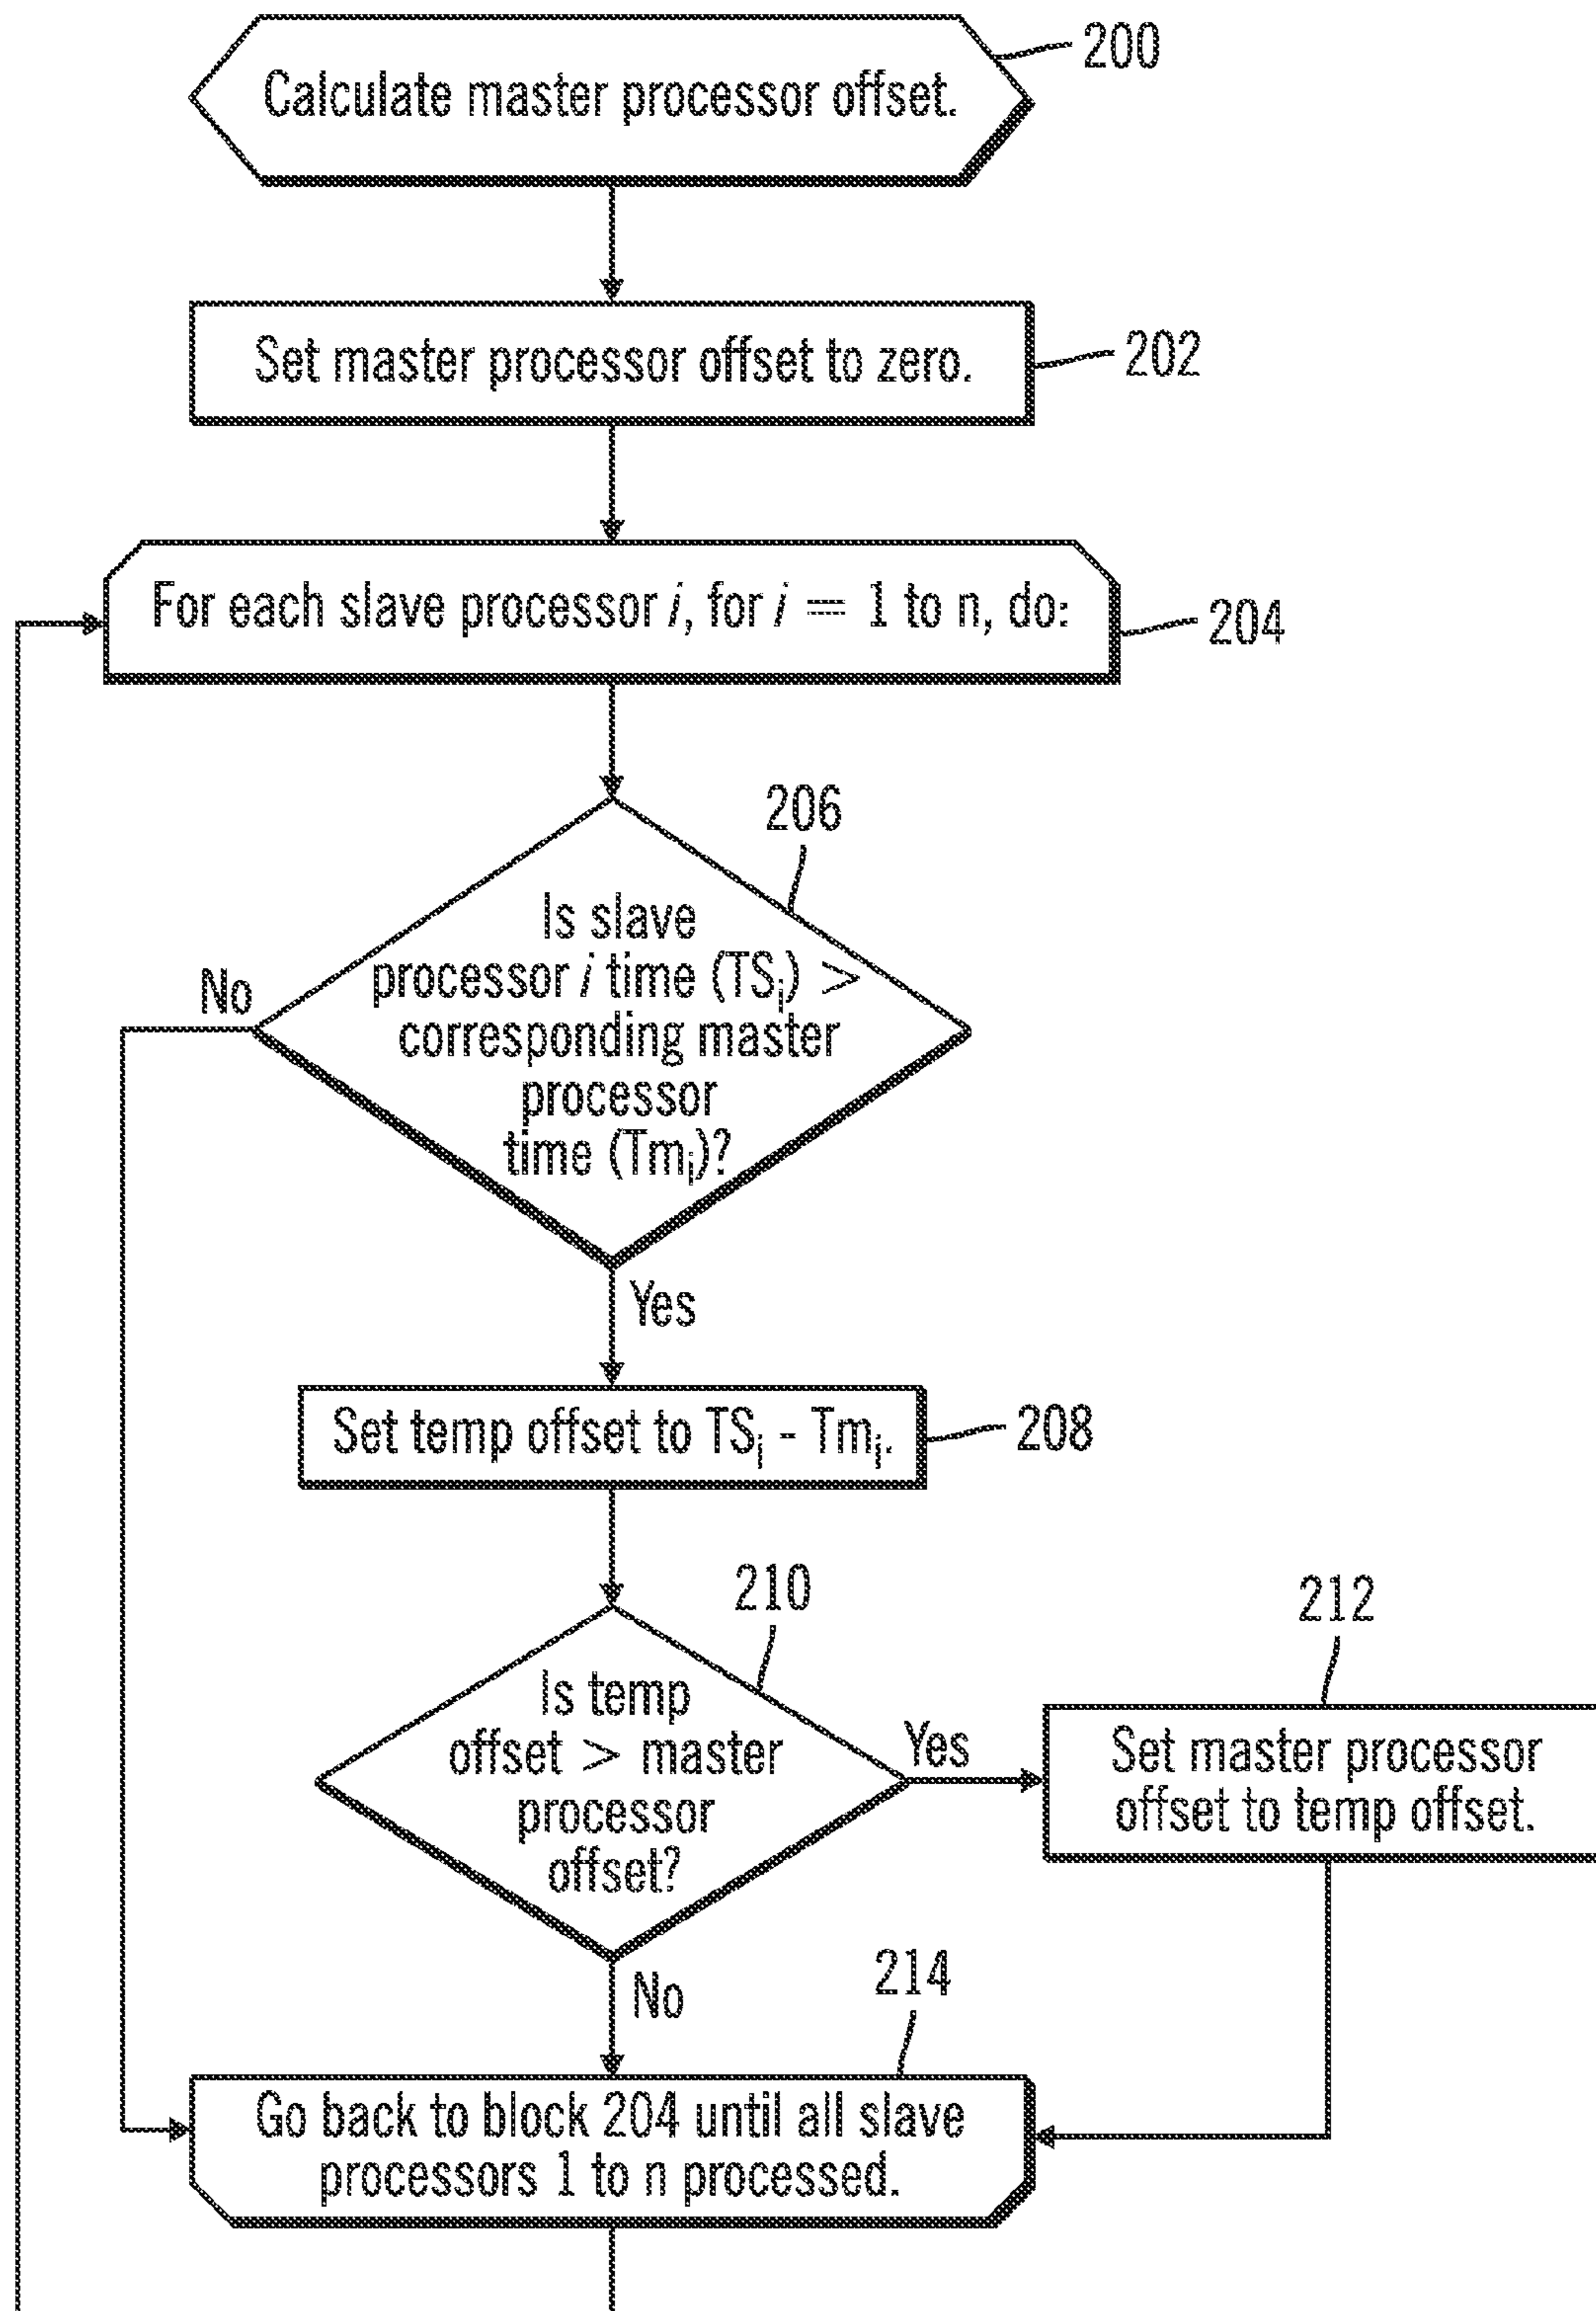 200
Calculate master processor offset.
Set master processor offset to zero.
202
For each slave processor i, for i = 1 to n, do:
204
206
Is slave
processor i time (TSi) >
corresponding master
processor
time (Tmi)?
No
Yes
Set temp offset to TSi - Tmi.
208
210
Is temp
offset > master
processor
offset?
Yes
212
Set master processor
offset to temp offset.
No
214
Go back to block 204 until all slave
processors 1 to n processed.